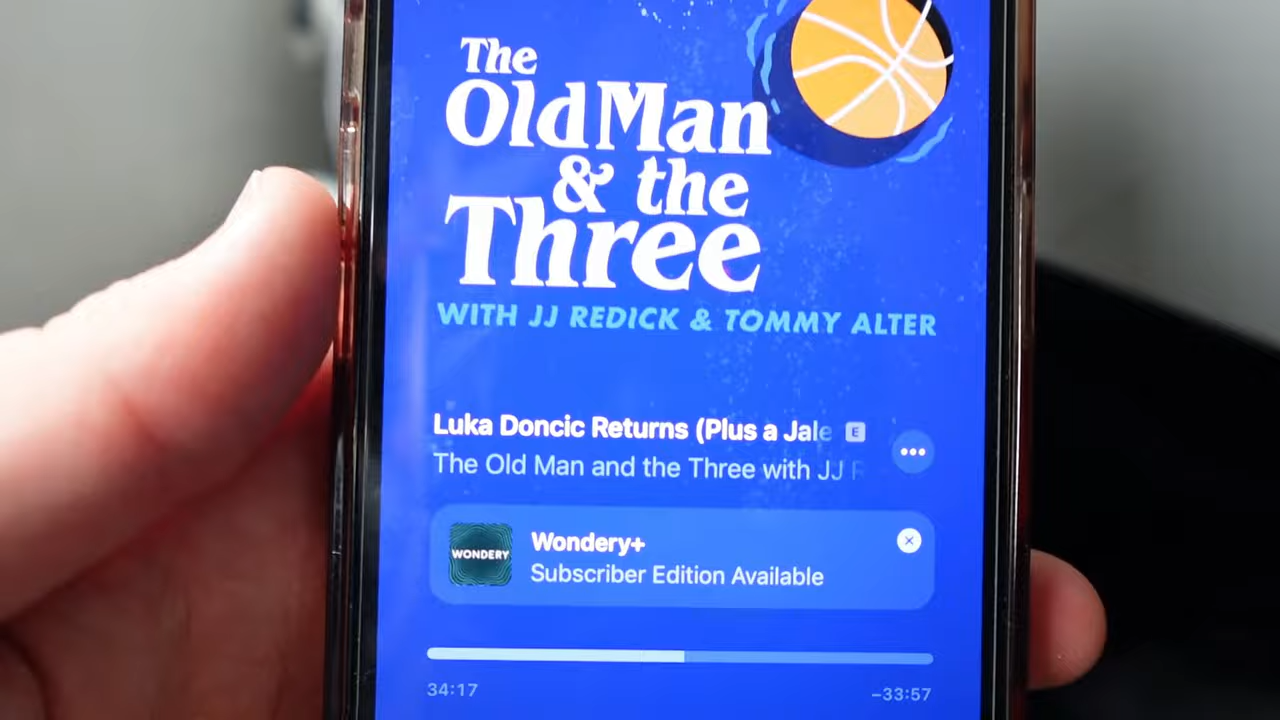 The
Old Man
& the
Three
WITH JJ REDICK & TOMMY ALTER
Luka Doncic Returns (Plus a Jale E
The Old Man and the Three with JJ R
WONDERY
Wondery+
Subscriber Edition Available
34:17
-33:57